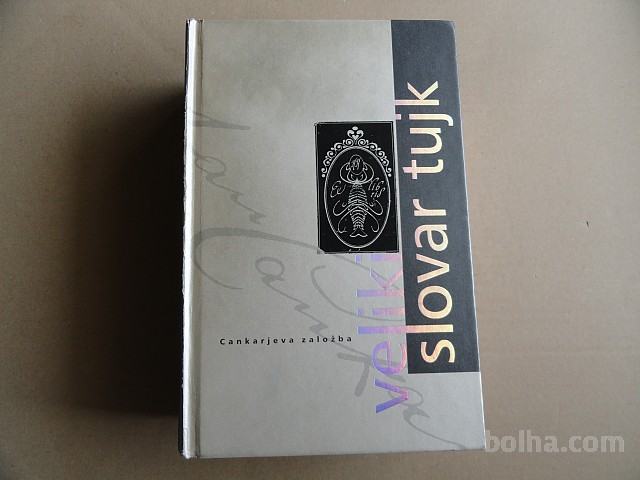 veliki
slovar tujk
Cankarjeva založba
bolha.com